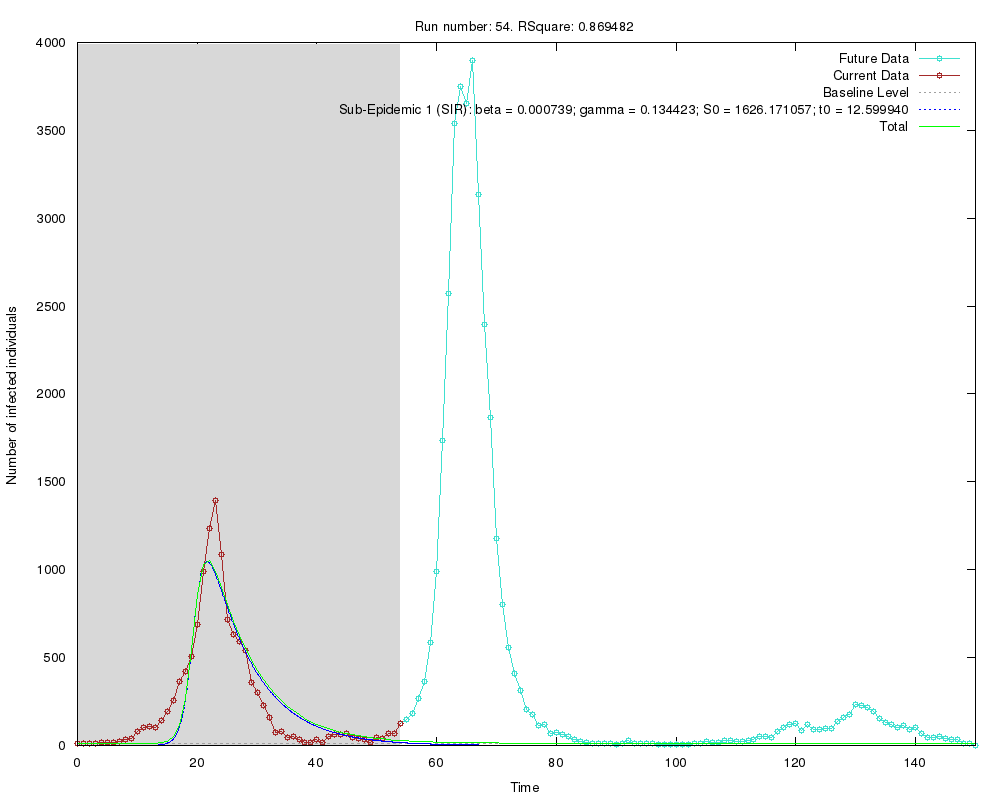 Run number: 54. RSquare: 0.869482
4000
3500
3000
2500
2000
1500
1000
500
0
Number of infected individuals
Future Data
Current Data
Baseline Level
Sub-Epidemic 1 (SIR): beta = 0.000739; gamma = 0.134423; S0 = 1626.171057; t0 = 12.599940
Total
0 20 40 60 80 100 120 140
Time